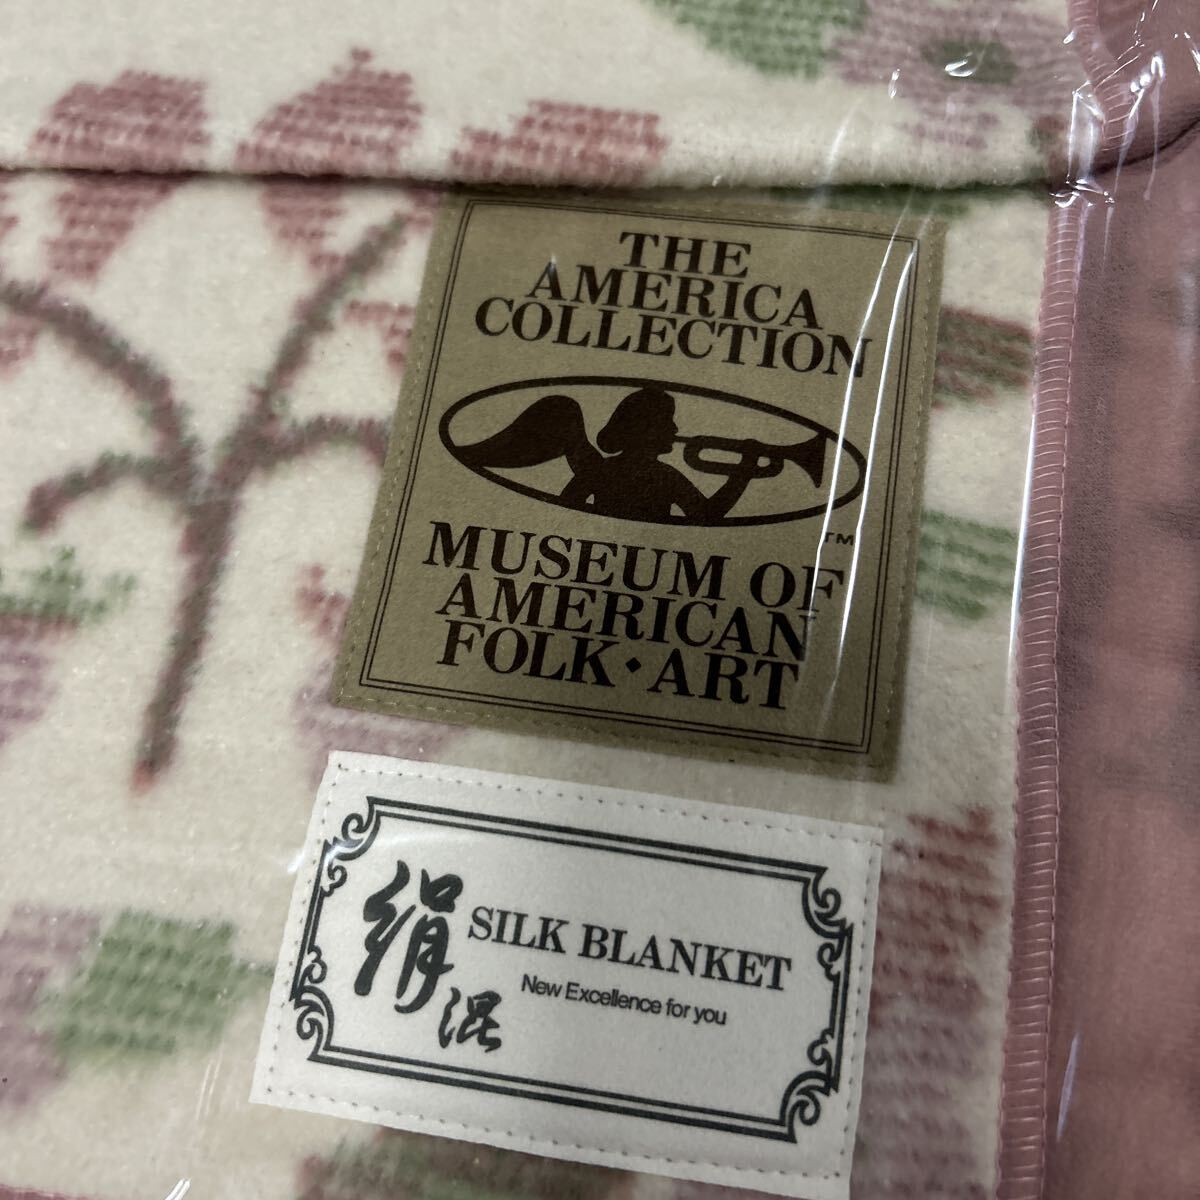 THE
AMERICA
COLLECTION
TM
MUSEUM OF
AMERICAN
FOLK·ART
絹混
SILK BLANKET
New Excellence for you